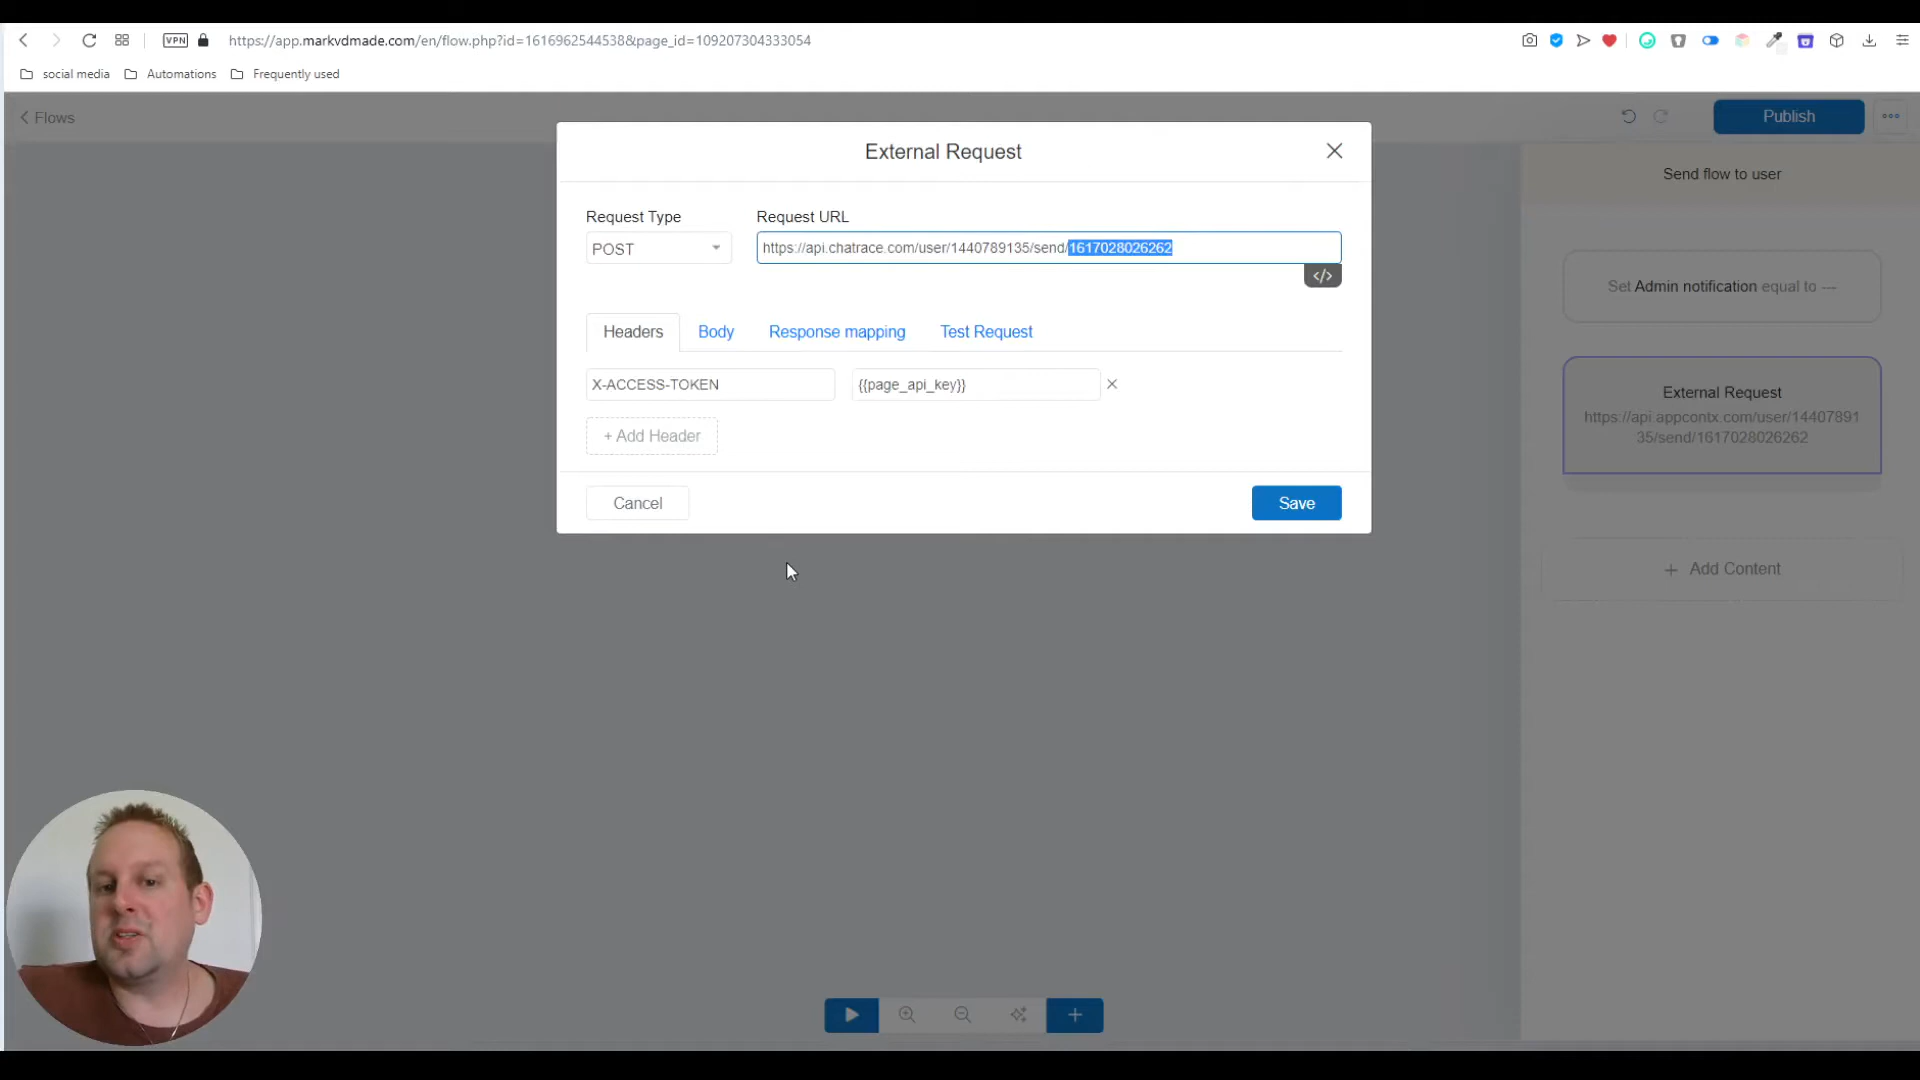 VPN
https://app.markvdmade.com/en/flow.php?id=1616962544538&page_id=109207304333054
social media
Automations
Frequently used
Flows
Publish
External Request
Request Type
Request URL
POST
https://api.chatrace.com/user/1440789135/send/1617028026262
</>
Headers
Body
Response mapping
Test Request
X-ACCESS-TOKEN
{{page_api_key}}
+ Add Header
Cancel
Save
Send flow to user
Set Admin notification equal to ---
External Request
https://api.appcontx.com/user/14407891
35/send/1617028026262
+ Add Content